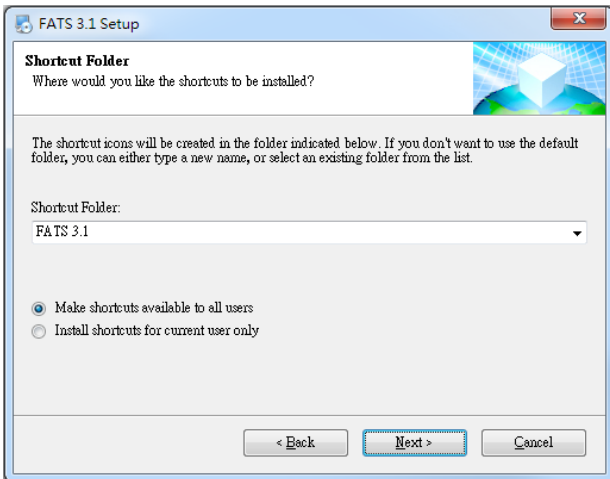 FATS 3.1 Setup
Shortcut Folder
Where would you like the shortcuts to be installed?
The shortcut icons will be created in the folder indicated below. If you don't want to use the default
folder, you can either type a new name, or select an existing folder from the list.
Shortcut Folder:
FATS 3.1
Make shortcuts available to all users
Install shortcuts for current user only
< Back
Next >
Cancel